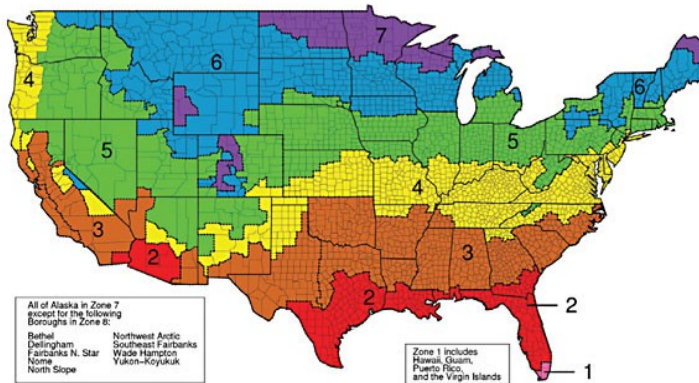 7
6
4
6
5
5
4
3
3
2
2
2
1
All of Alaska in Zone 7
except for the following
Boroughs in Zone 8:
Bethel Northwest Arctic
Dellingham Southeast Fairbanks
Fairbanks N. Star Wade Hampton
Nome Yukon-Koyukuk
North Slope
Zone 1 includes
Hawaii, Guam,
Puerto Rico,
and the Virgin Islands